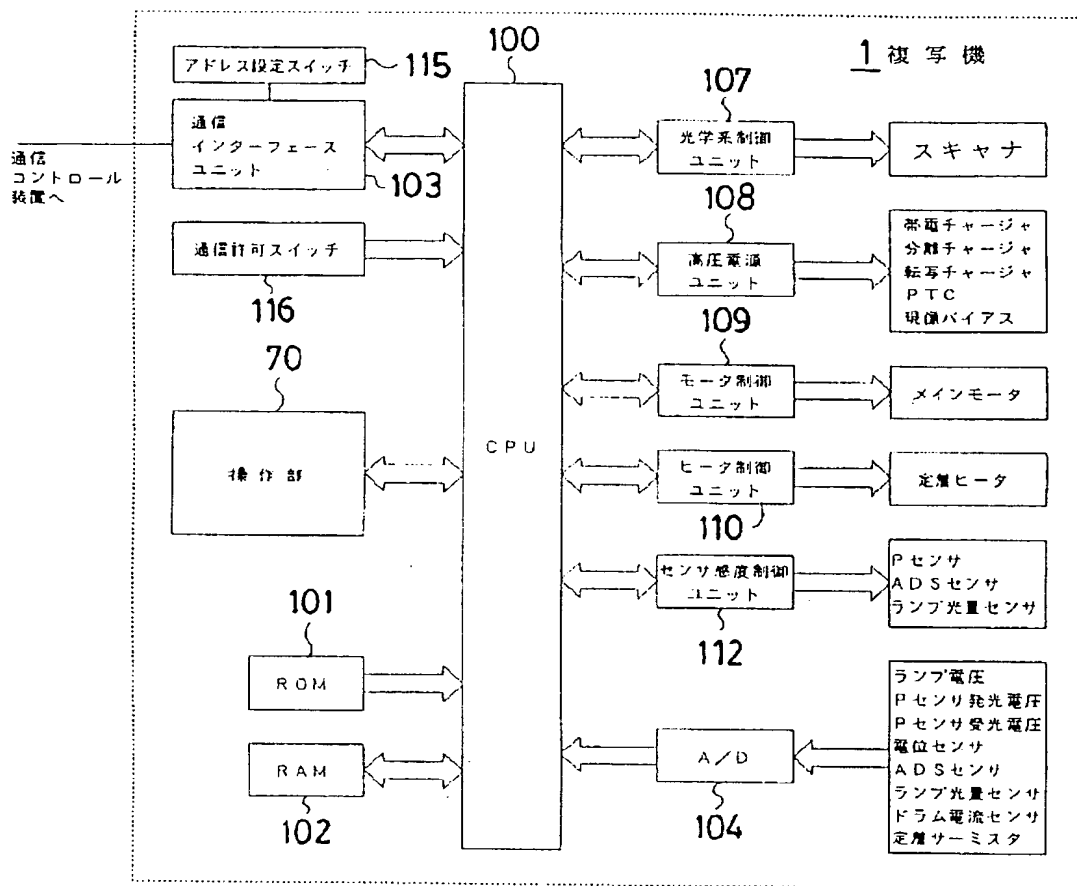 1 複写機
アドレス設定スイッチ
115
通信
インターフェース
ユニット
103
通信
コントロール
装置へ
通信許可スイッチ
116
70
操作部
101
ROM
RAM
102
100
CPU
107
光学系制御
ユニット
スキャナ
108
高圧電源
ユニット
帯電チャージャ
分離チャージャ
転写チャージャ
PTC
現像バイアス
109
モータ制御
ユニット
メインモータ
ヒータ制御
ユニット
110
定着ヒータ
センサ感度制御
ユニット
112
Pセンサ
ADSセンサ
ランプ光量センサ
A/D
104
ランプ電圧
Pセンサ発光電圧
Pセンサ受光電圧
電位センサ
ADSセンサ
ランプ光量センサ
ドラム電流センサ
定着サーミスタ